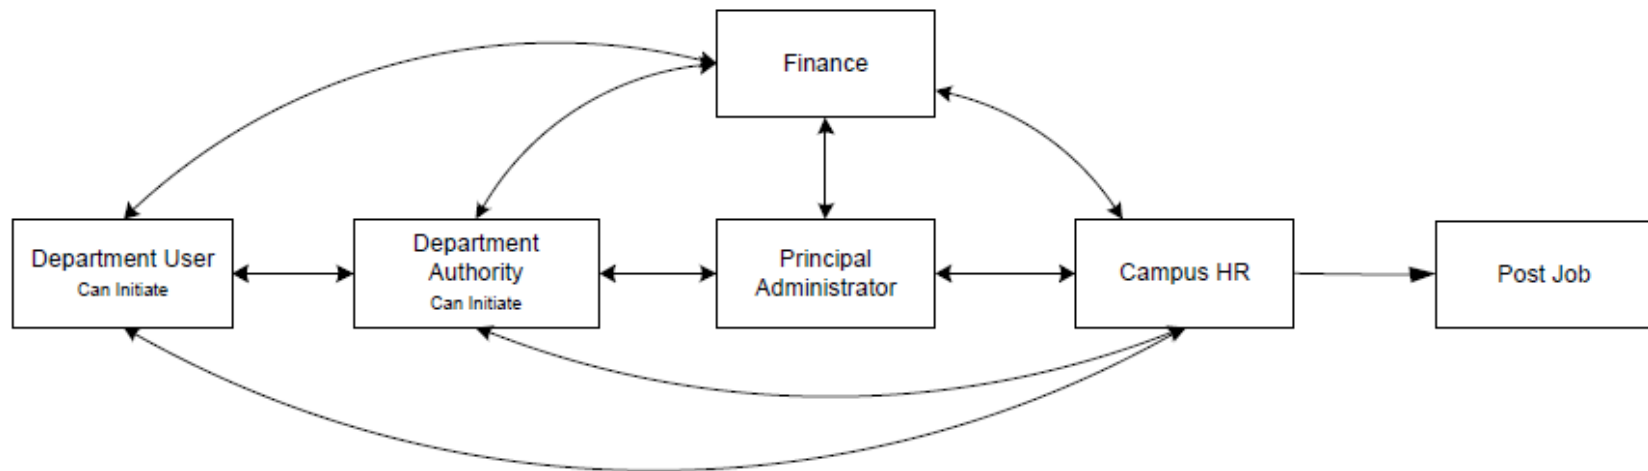 Finance
Department User
Can Initiate
Department
Authority
Can Initiate
Principal
Administrator
Campus HR
Post Job